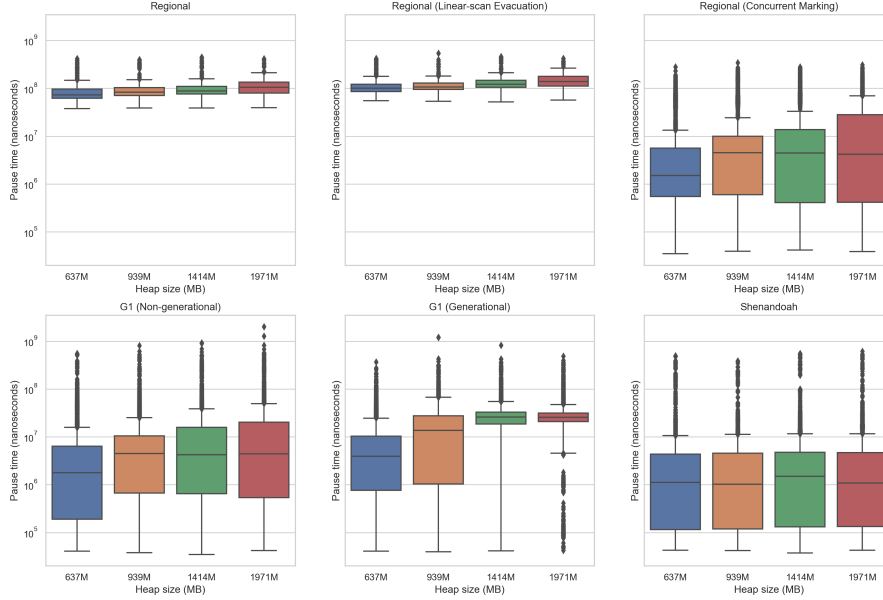 Regional
Regional (Linear-scan Evacuation)
Regional (Concurrent Marking)
Pause time (nanoseconds)
10⁹
10⁸
10⁷
10⁶
10⁵
637M 939M 1414M 1971M
Heap size (MB)
Pause time (nanoseconds)
637M 939M 1414M 1971M
Heap size (MB)
Pause time (nanoseconds)
637M 939M 1414M 1971M
Heap size (MB)
G1 (Non-generational)
G1 (Generational)
Shenandoah
Pause time (nanoseconds)
10⁹
10⁸
10⁷
10⁶
10⁵
637M 939M 1414M 1971M
Heap size (MB)
Pause time (nanoseconds)
637M 939M 1414M 1971M
Heap size (MB)
Pause time (nanoseconds)
637M 939M 1414M 1971M
Heap size (MB)